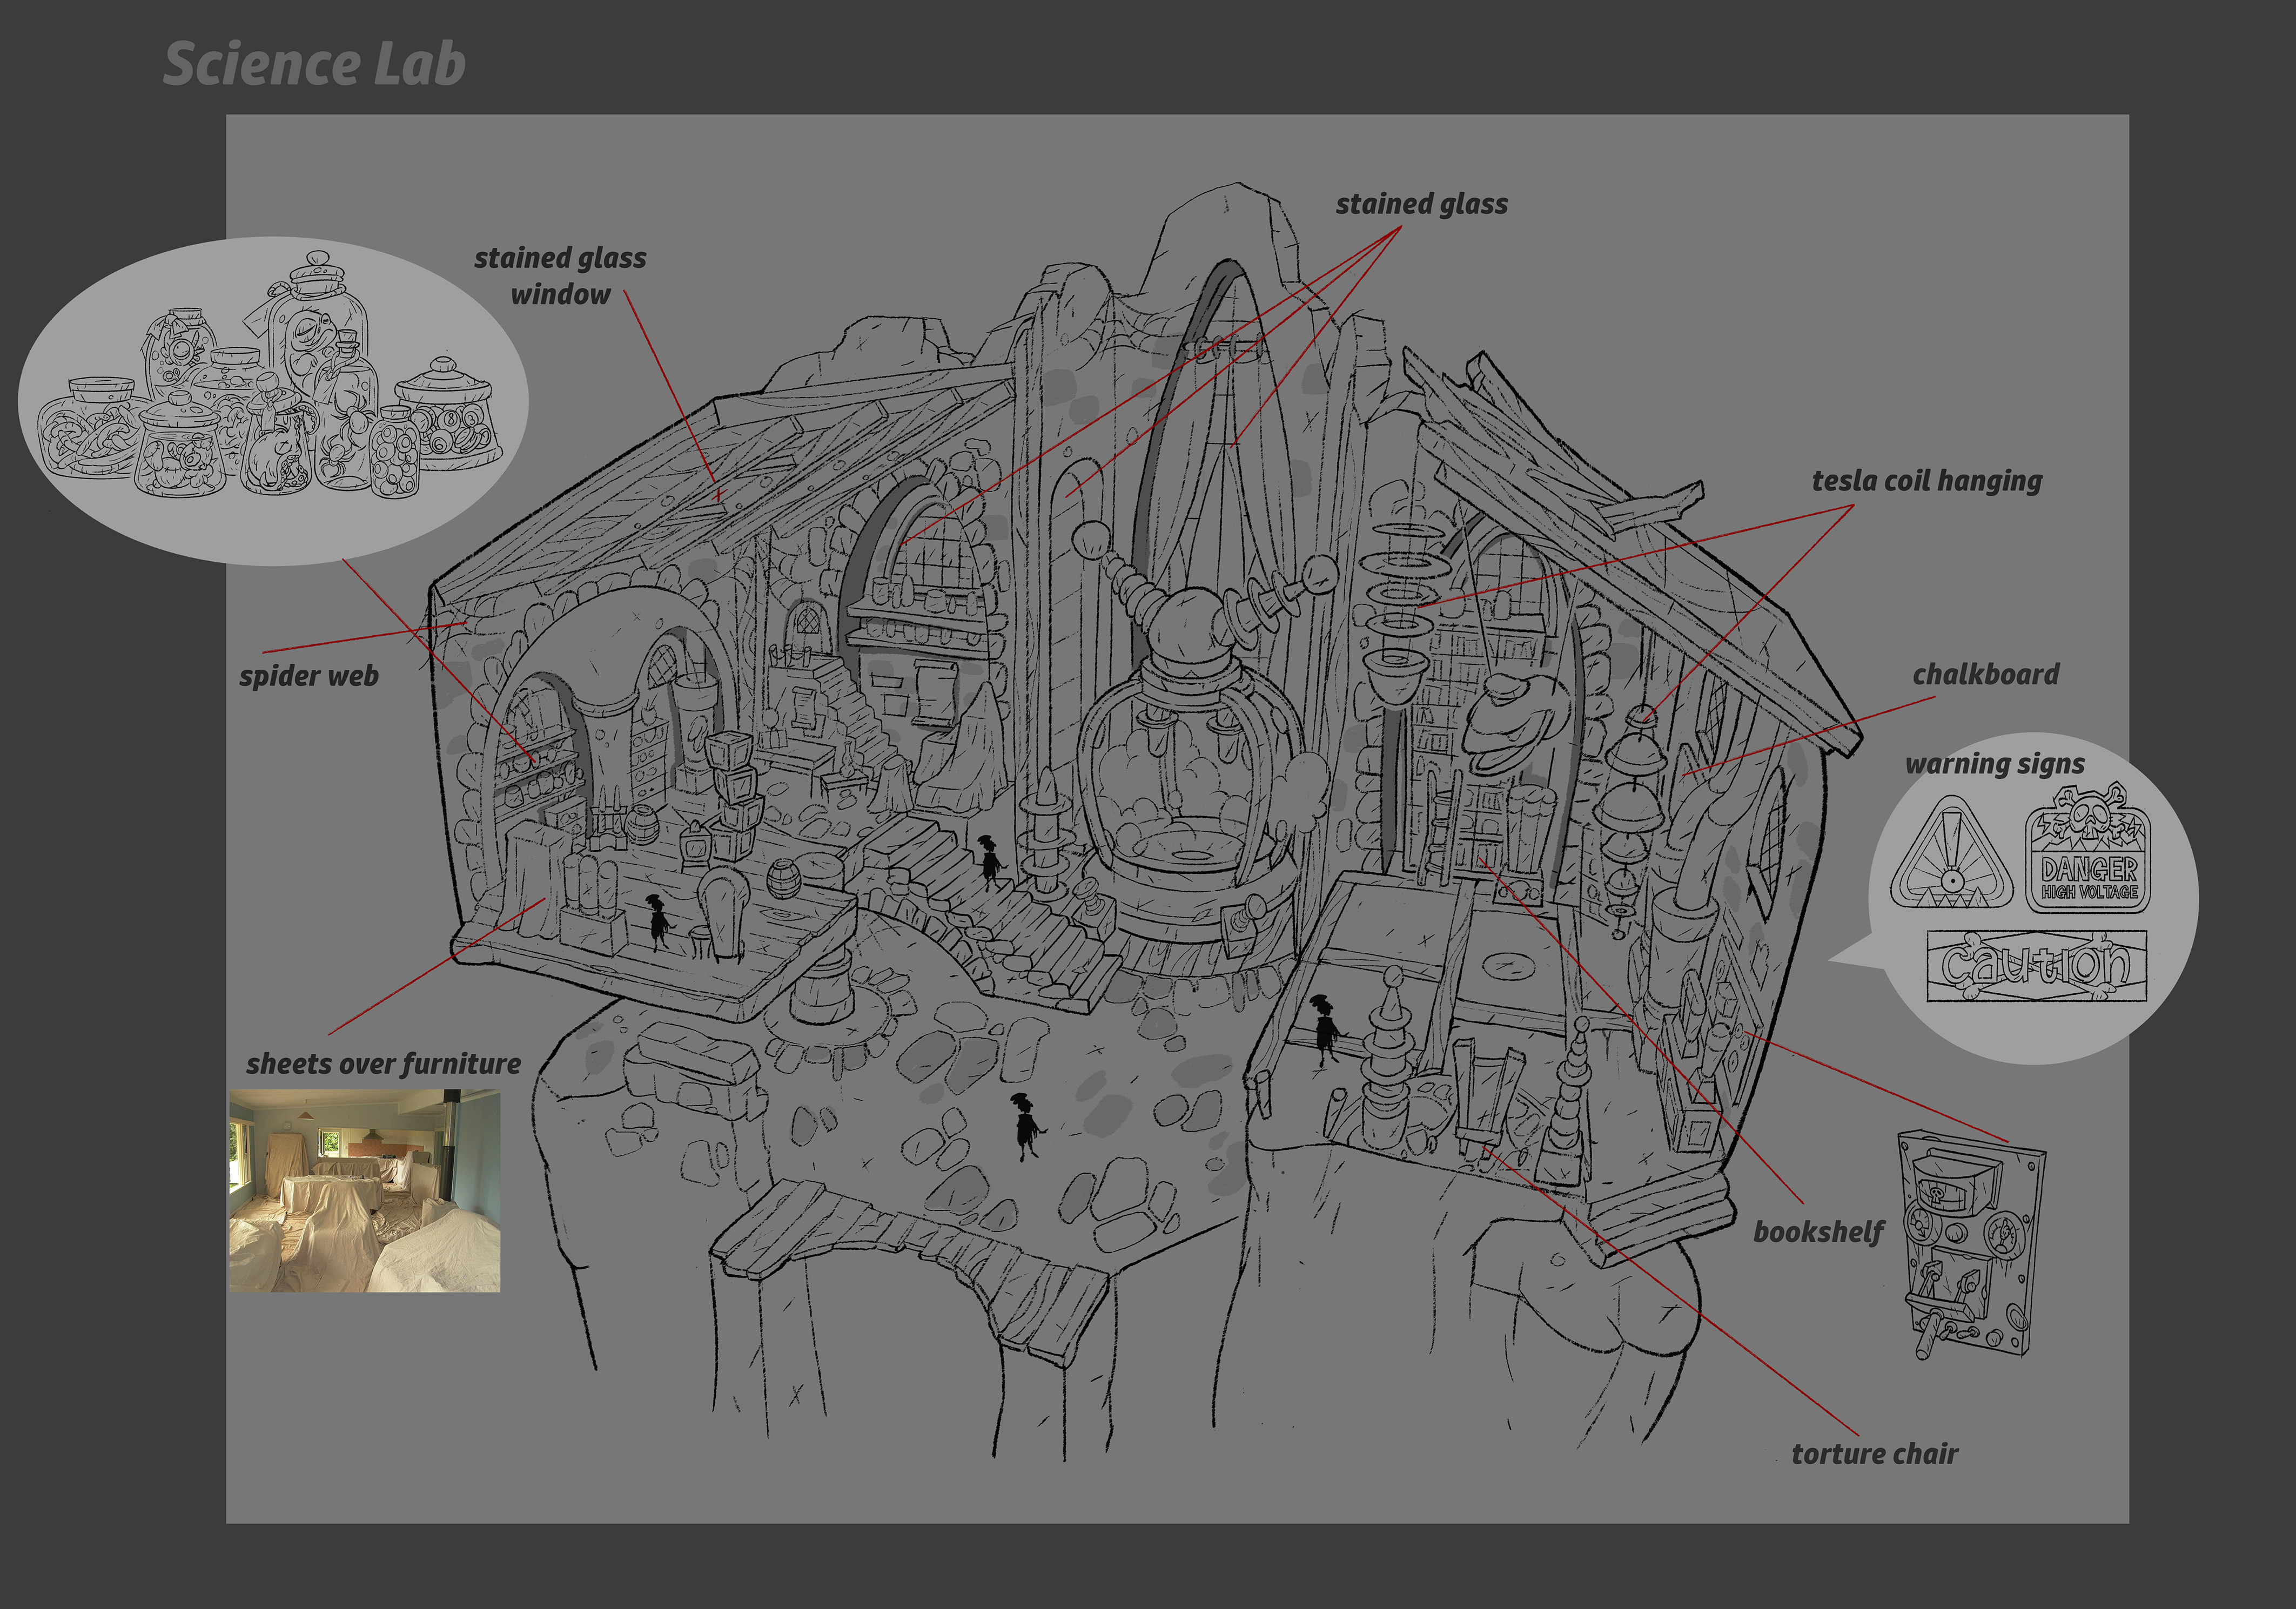 Science Lab
stained glass
stained glass
window
tesla coil hanging
spider web
chalkboard
warning signs
DANGER
HIGH VOLTAGE
caution
sheets over furniture
bookshelf
torture chair
8